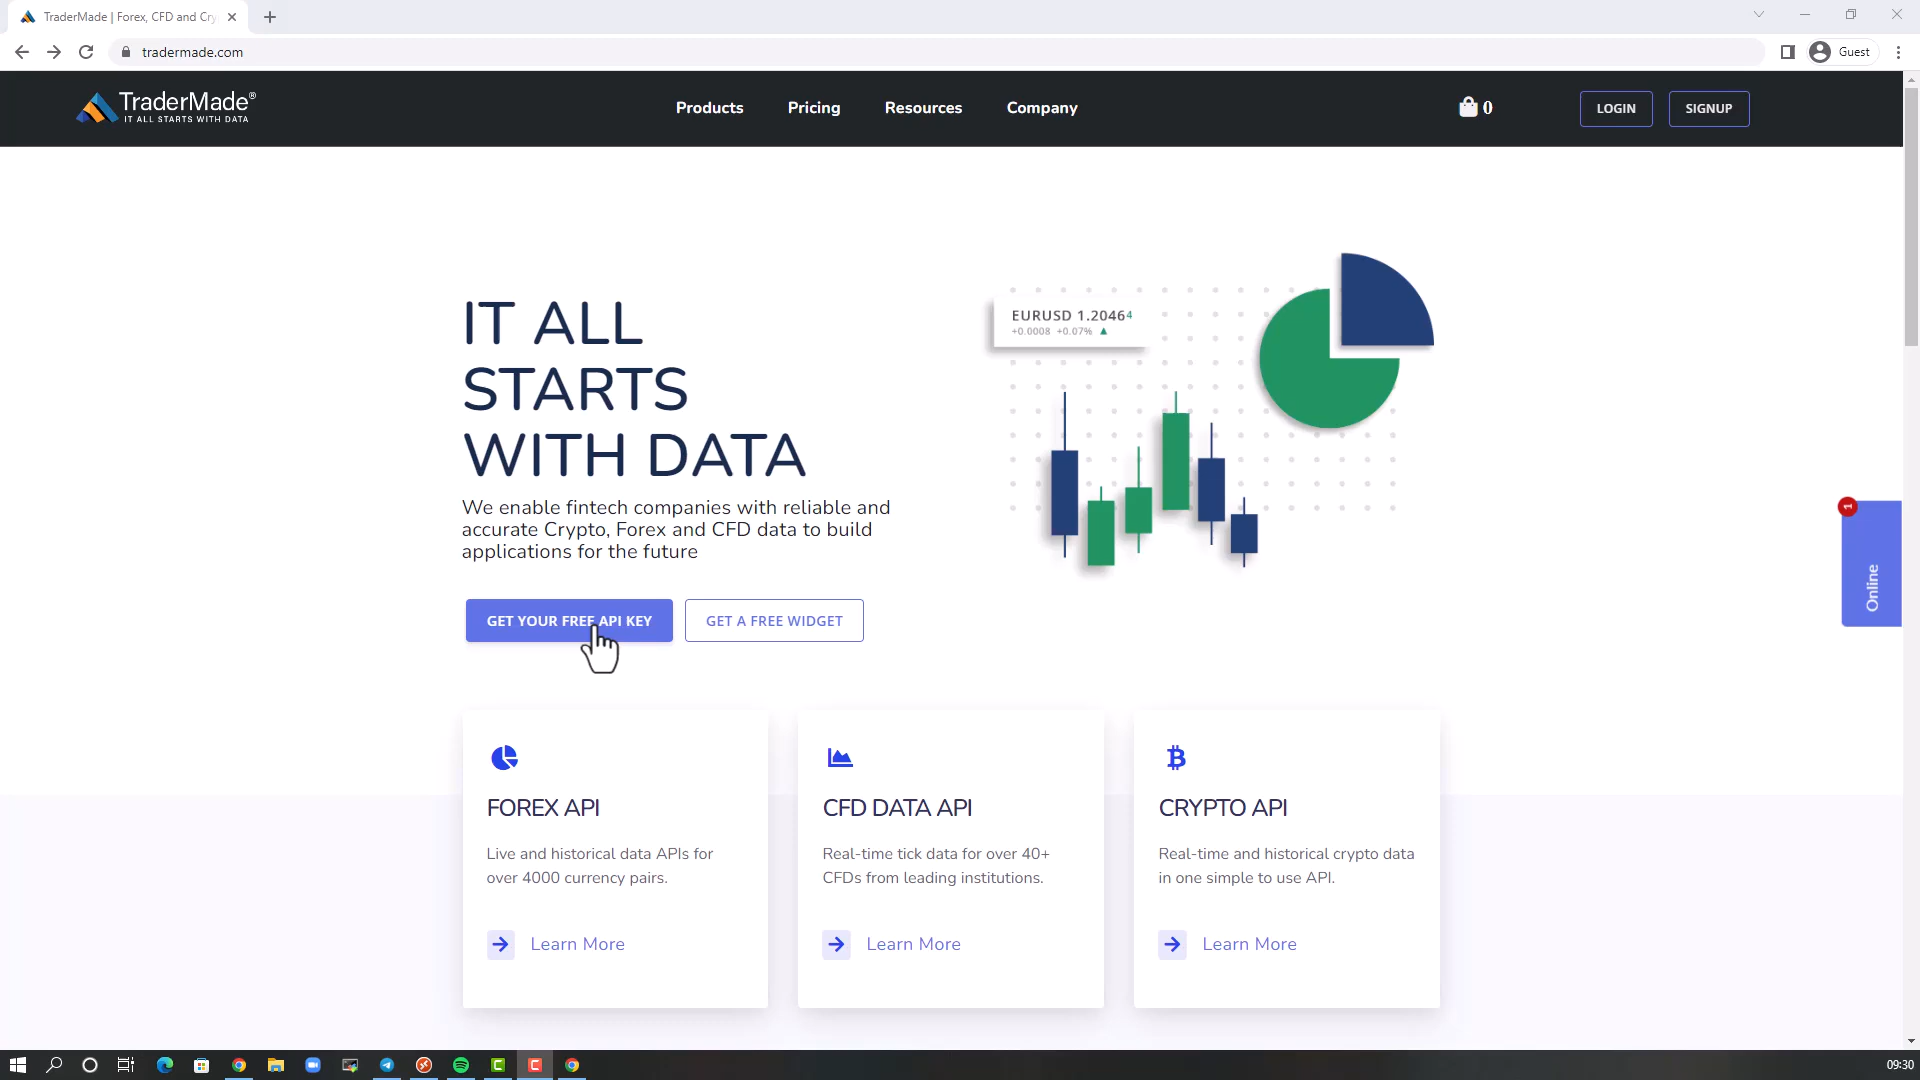 TraderMade | Forex, CFD and Cry
tradermade.com
Guest
TraderMade®
IT ALL STARTS WITH DATA
Products
Pricing
Resources
Company
0
LOGIN
SIGNUP
IT ALL
STARTS
WITH DATA
We enable fintech companies with reliable and
accurate Crypto, Forex and CFD data to build
applications for the future
GET YOUR FREE API KEY
GET A FREE WIDGET
EURUSD 1.20464
+0.0008 +0.07% ▲
1
Online
FOREX API
Live and historical data APIs for
over 4000 currency pairs.
Learn More
CFD DATA API
Real-time tick data for over 40+
CFDs from leading institutions.
Learn More
CRYPTO API
Real-time and historical crypto data
in one simple to use API.
Learn More
09:30